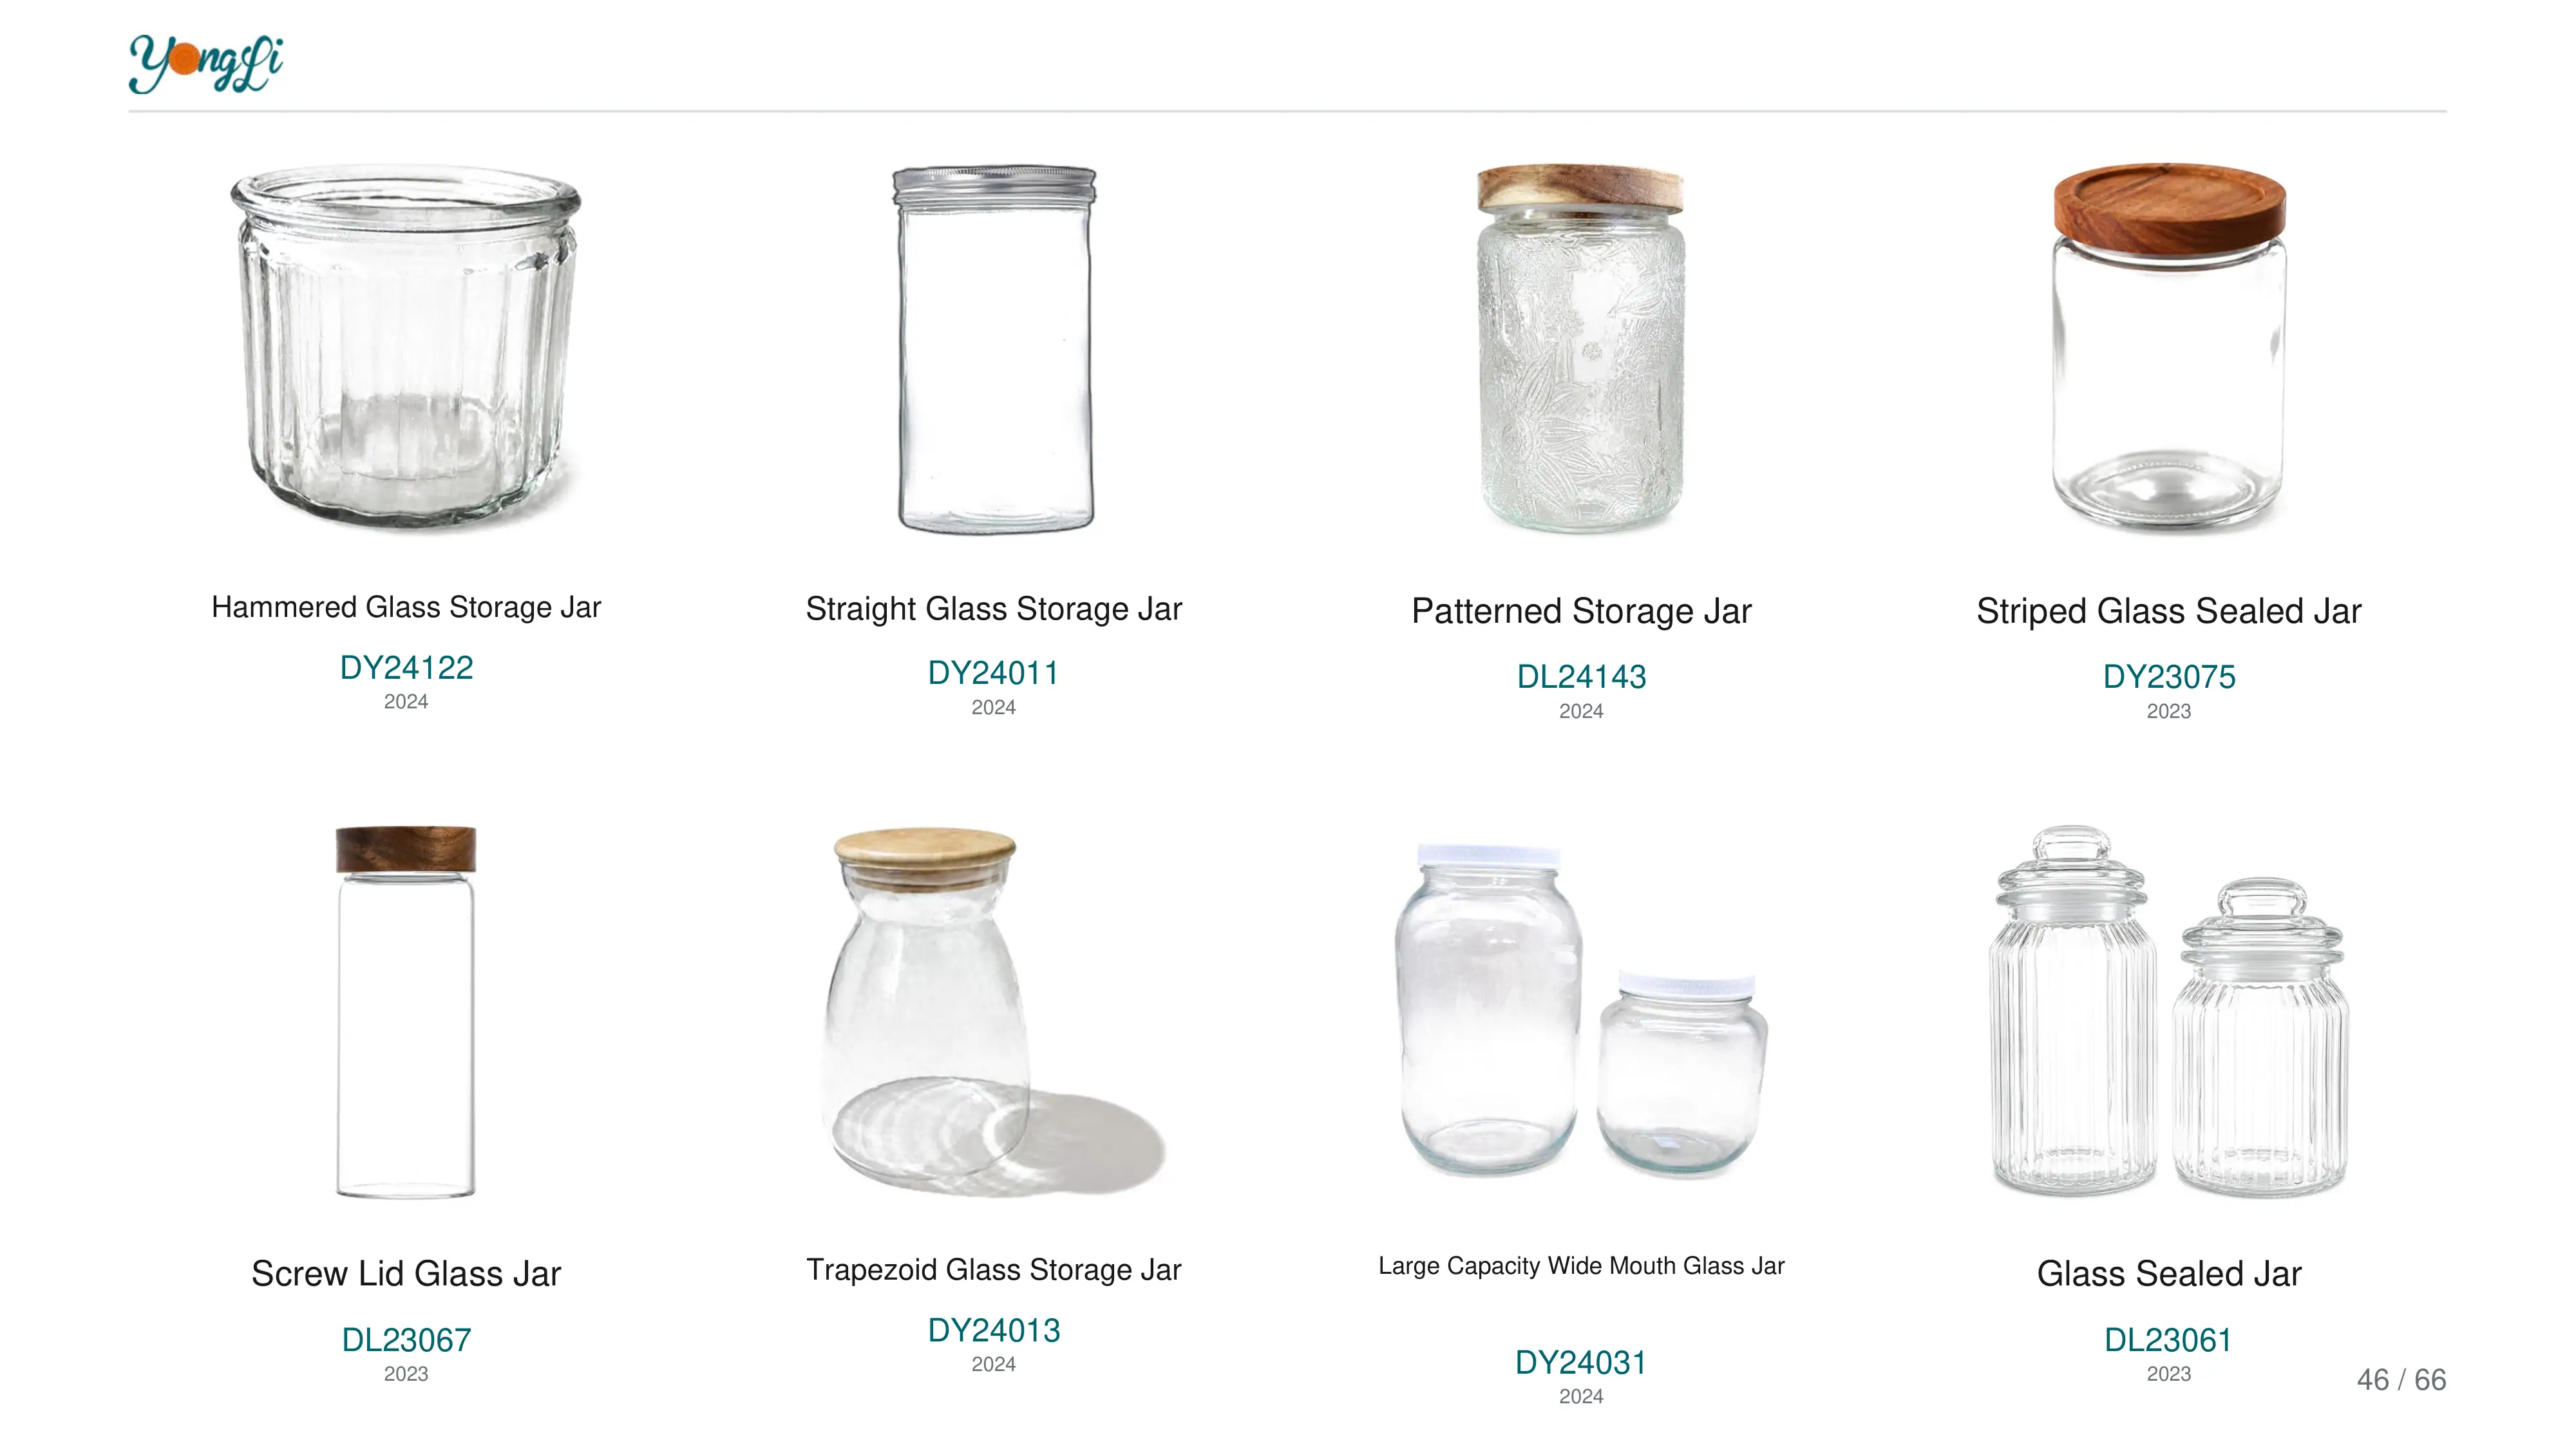 YongLi
Hammered Glass Storage Jar
DY24122
2024
Straight Glass Storage Jar
DY24011
2024
Patterned Storage Jar
DL24143
2024
Striped Glass Sealed Jar
DY23075
2023
Screw Lid Glass Jar
DL23067
2023
Trapezoid Glass Storage Jar
DY24013
2024
Large Capacity Wide Mouth Glass Jar
DY24031
2024
Glass Sealed Jar
DL23061
2023
46 / 66